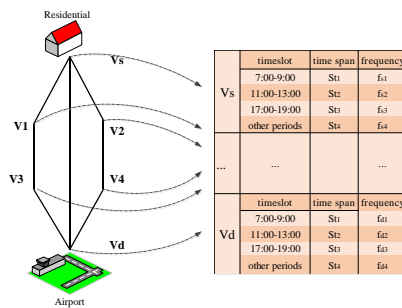 Residential
Vs
V1
V2
V3
V4
Vd
Airport
timeslot time span frequency
Vs
7:00-9:00 St1 fs1
11:00-13:00 St2 fs2
17:00-19:00 St3 fs3
other periods St4 fs4
... ... ...
timeslot time span frequency
Vd
7:00-9:00 St1 fd1
11:00-13:00 St2 fd2
17:00-19:00 St3 fd3
other periods St4 fd4